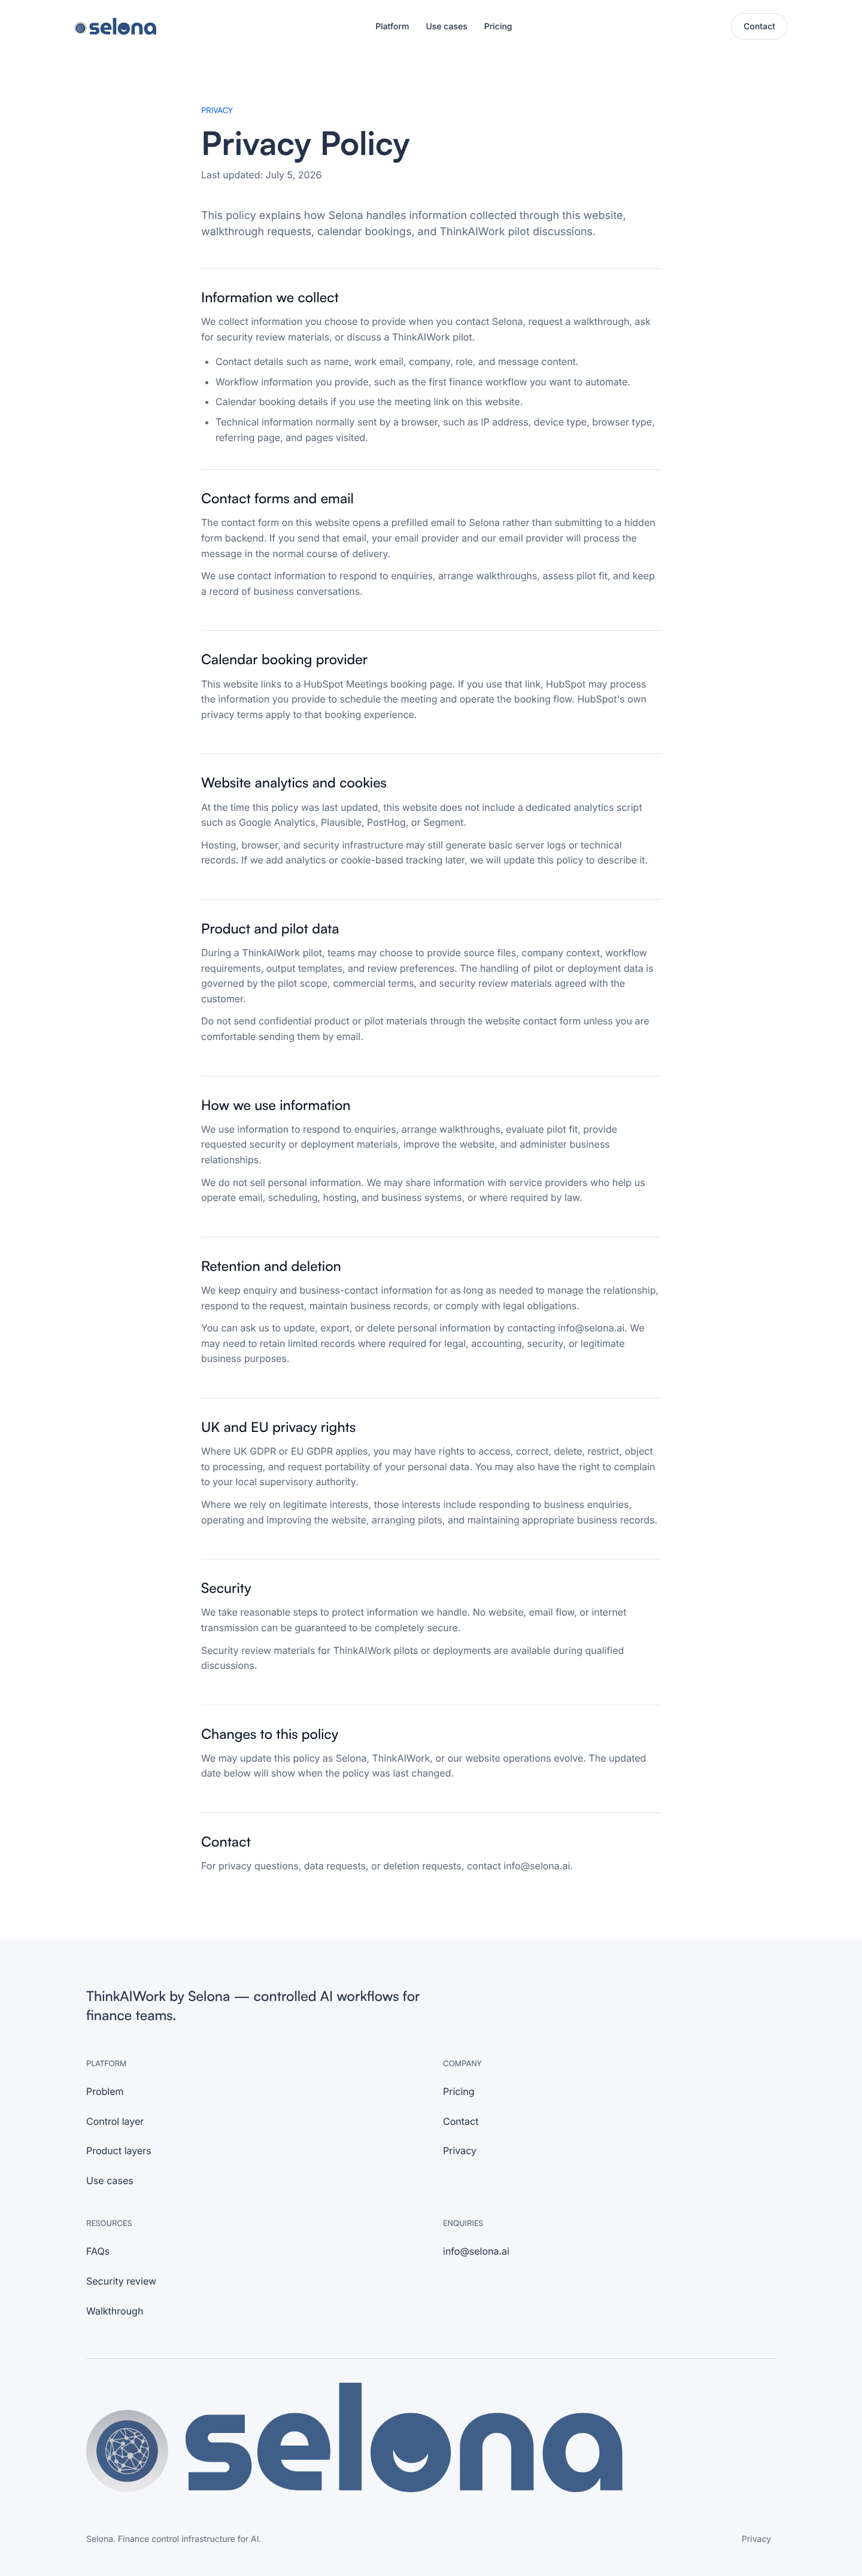 selona
Platform
Use cases
Pricing
Contact
PRIVACY
Privacy Policy
Last updated: July 5, 2026
This policy explains how Selona handles information collected through this website,
walkthrough requests, calendar bookings, and ThinkAIWork pilot discussions.
Information we collect
We collect information you choose to provide when you contact Selona, request a walkthrough, ask
for security review materials, or discuss a ThinkAIWork pilot.
• Contact details such as name, work email, company, role, and message content.
• Workflow information you provide, such as the first finance workflow you want to automate.
• Calendar booking details if you use the meeting link on this website.
• Technical information normally sent by a browser, such as IP address, device type, browser type,
referring page, and pages visited.
Contact forms and email
The contact form on this website opens a prefilled email to Selona rather than submitting to a hidden
form backend. If you send that email, your email provider and our email provider will process the
message in the normal course of delivery.
We use contact information to respond to enquiries, arrange walkthroughs, assess pilot fit, and keep
a record of business conversations.
Calendar booking provider
This website links to a HubSpot Meetings booking page. If you use that link, HubSpot may process
the information you provide to schedule the meeting and operate the booking flow. HubSpot's own
privacy terms apply to that booking experience.
Website analytics and cookies
At the time this policy was last updated, this website does not include a dedicated analytics script
such as Google Analytics, Plausible, PostHog, or Segment.
Hosting, browser, and security infrastructure may still generate basic server logs or technical
records. If we add analytics or cookie-based tracking later, we will update this policy to describe it.
Product and pilot data
During a ThinkAIWork pilot, teams may choose to provide source files, company context, workflow
requirements, output templates, and review preferences. The handling of pilot or deployment data is
governed by the pilot scope, commercial terms, and security review materials agreed with the
customer.
Do not send confidential product or pilot materials through the website contact form unless you are
comfortable sending them by email.
How we use information
We use information to respond to enquiries, arrange walkthroughs, evaluate pilot fit, provide
requested security or deployment materials, improve the website, and administer business
relationships.
We do not sell personal information. We may share information with service providers who help us
operate email, scheduling, hosting, and business systems, or where required by law.
Retention and deletion
We keep enquiry and business-contact information for as long as needed to manage the relationship,
respond to the request, maintain business records, or comply with legal obligations.
You can ask us to update, export, or delete personal information by contacting info@selona.ai. We
may need to retain limited records where required for legal, accounting, security, or legitimate
business purposes.
UK and EU privacy rights
Where UK GDPR or EU GDPR applies, you may have rights to access, correct, delete, restrict, object
to processing, and request portability of your personal data. You may also have the right to complain
to your local supervisory authority.
Where we rely on legitimate interests, those interests include responding to business enquiries,
operating and improving the website, arranging pilots, and maintaining appropriate business records.
Security
We take reasonable steps to protect information we handle. No website, email flow, or internet
transmission can be guaranteed to be completely secure.
Security review materials for ThinkAIWork pilots or deployments are available during qualified
discussions.
Changes to this policy
We may update this policy as Selona, ThinkAIWork, or our website operations evolve. The updated
date below will show when the policy was last changed.
Contact
For privacy questions, data requests, or deletion requests, contact info@selona.ai.
ThinkAIWork by Selona — controlled AI workflows for
finance teams.
PLATFORM
Problem
Control layer
Product layers
Use cases
COMPANY
Pricing
Contact
Privacy
RESOURCES
FAQs
Security review
Walkthrough
ENQUIRIES
info@selona.ai
selona
Selona. Finance control infrastructure for AI.
Privacy